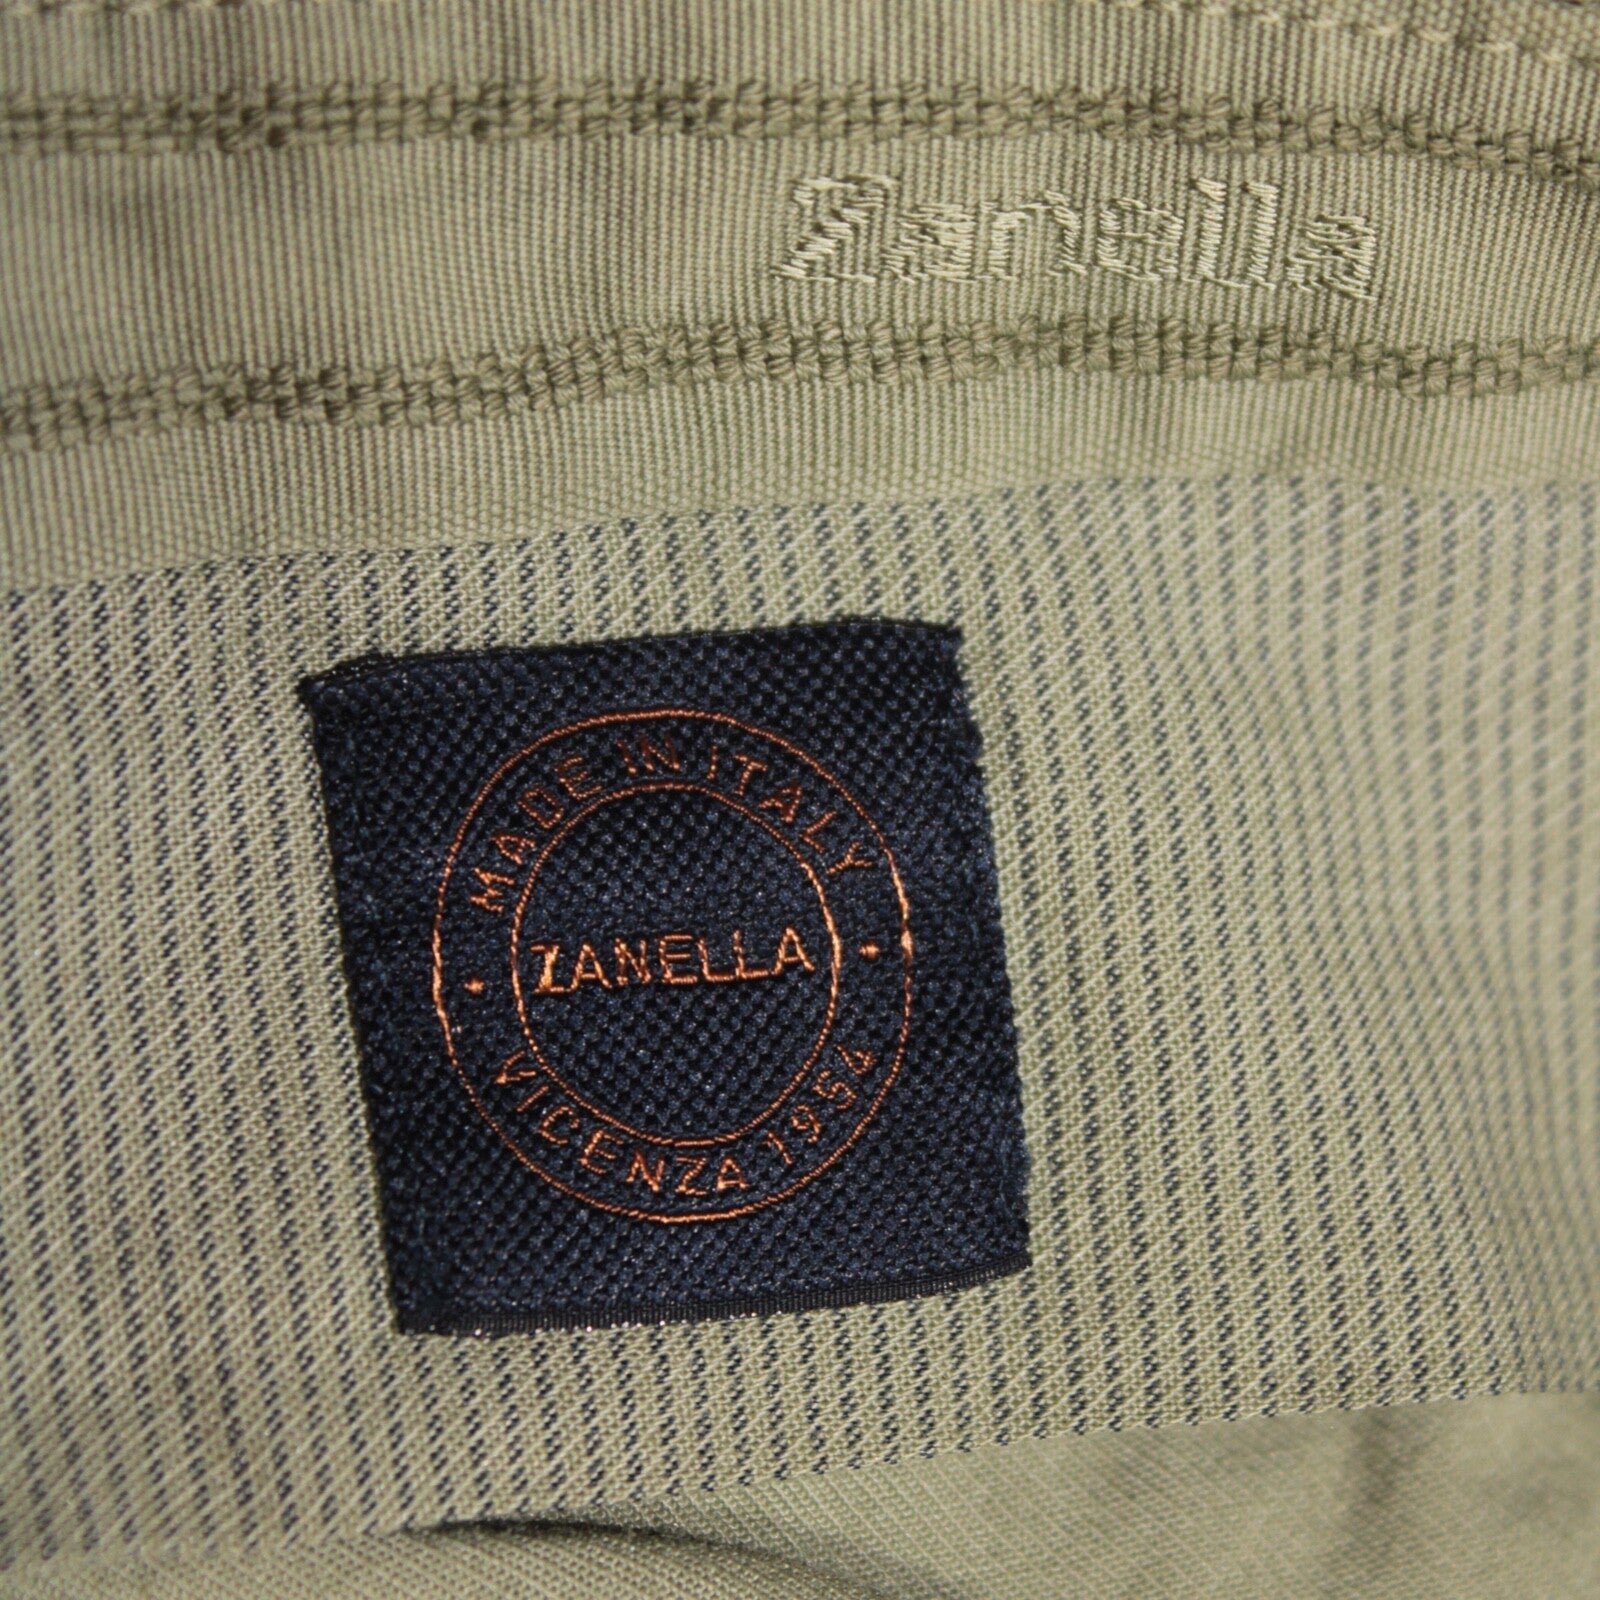 Zanella
MADE IN ITALY
ZANELLA
VICENZA 1954